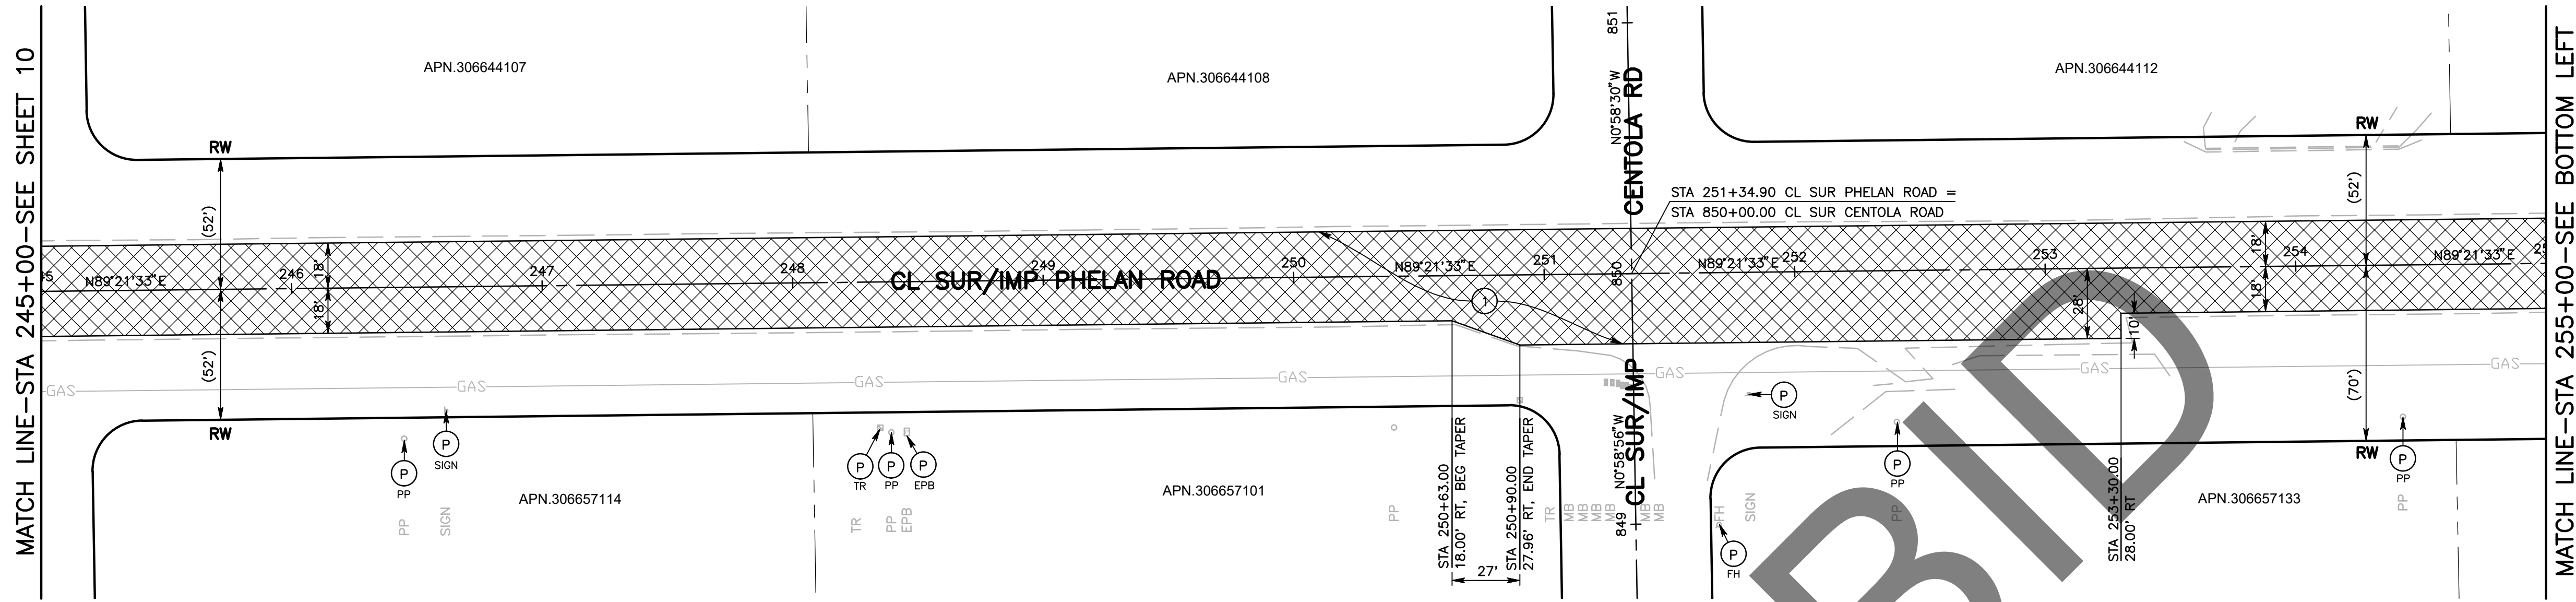 MATCH LINE-STA 245+00-SEE SHEET 10
APN.306644107
APN.306644108
851
N0°58'30"W
CENTOLA RD
APN.306644112
MATCH LINE-STA 255+00-SEE BOTTOM LEFT
RW
RW
(52')
(52')
STA 251+34.90 CL SUR PHELAN ROAD =
STA 850+00.00 CL SUR CENTOLA ROAD
N89°21'33"E
246
18'
247
248
CL SUR/IMP PHELAN ROAD
249
250
N89°21'33"E
251
850
N89°21'33"E
252
253
18'
254
N89°21'33"E
18'
1
28'
10'
18'
(52')
(70')
GAS
GAS
GAS
GAS
GAS
GAS
GAS
RW
RW
P
SIGN
P
PP
P
TR
P
PP
P
EPB
P
SIGN
P
PP
P
PP
P
FH
APN.306657114
APN.306657101
APN.306657133
PP
SIGN
TR
PP
EPB
PP
STA 250+63.00
18.00' RT, BEG TAPER
STA 250+90.00
27.96' RT, END TAPER
27'
TR
MB
MB
MB
MB
MB
MB
N0°58'56"W
849
CL SUR/IMP
FH
SIGN
PP
STA 253+30.00
28.00' RT
PP
BID